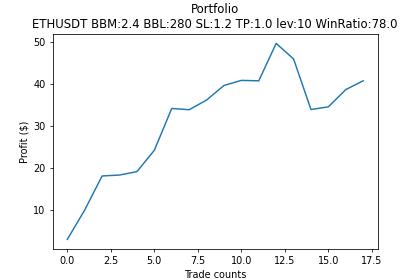 Portfolio
ETHUSDT BBM:2.4 BBL:280 SL:1.2 TP:1.0 lev:10 WinRatio:78.0
50
40
30
20
10
Profit ($)
0.0 2.5 5.0 7.5 10.0 12.5 15.0 17.5
Trade counts